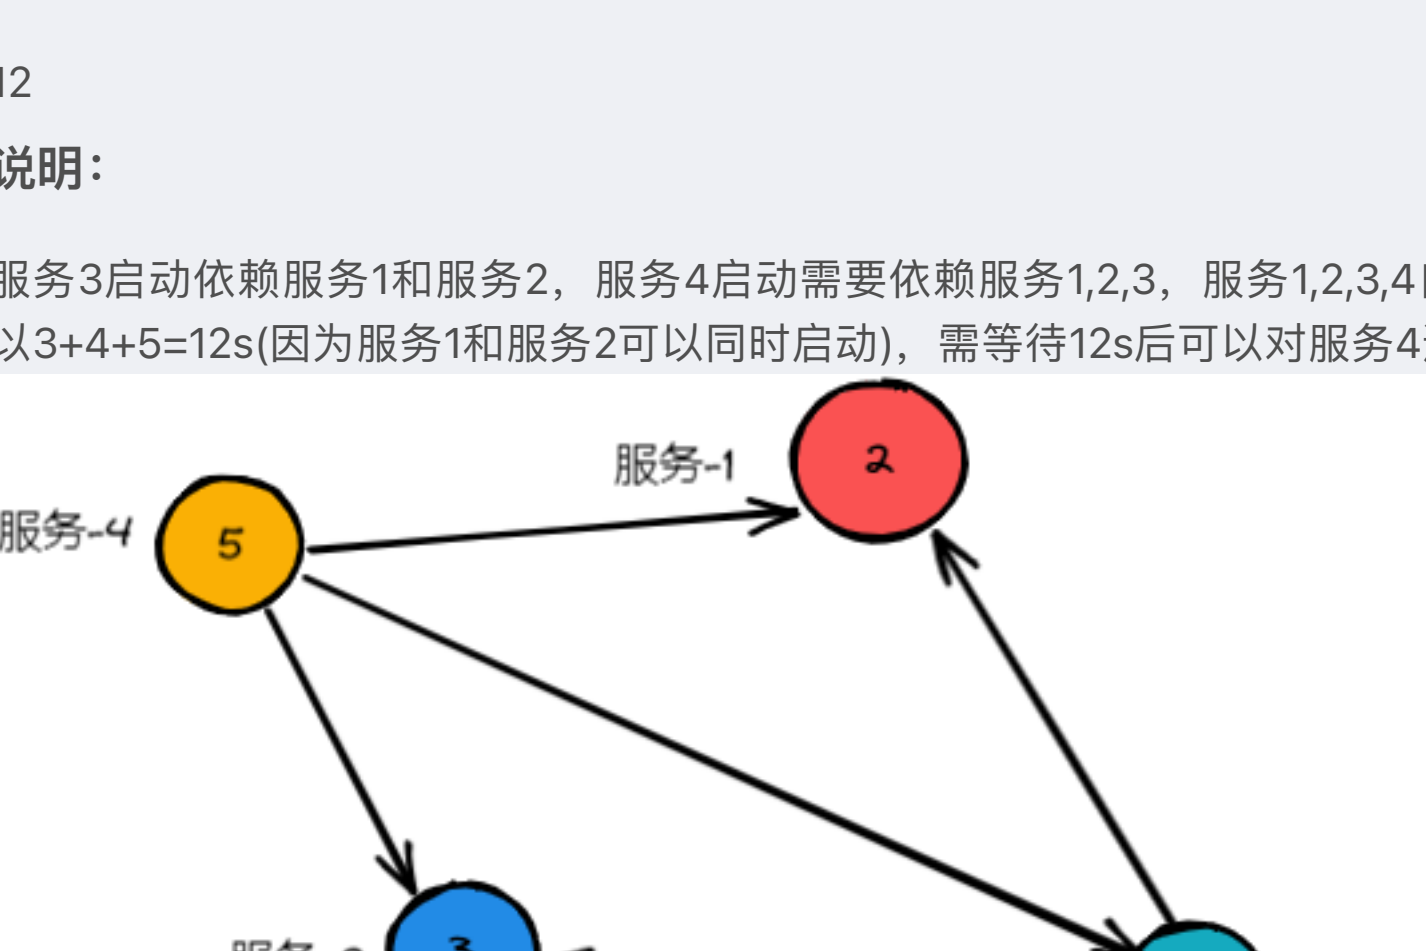 12
说明：
服务3启动依赖服务1和服务2，服务4启动需要依赖服务1,2,3，服务1,2,3,4
以3+4+5=12s(因为服务1和服务2可以同时启动)，需等待12s后可以对服务4
服务-1
2
服务-4
5
3